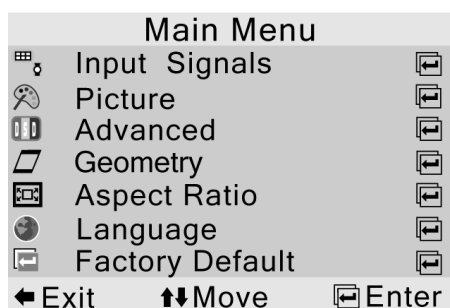 Main Menu
Input Signals
Picture
Advanced
Geometry
Aspect Ratio
Language
Factory Default
Exit Move Enter